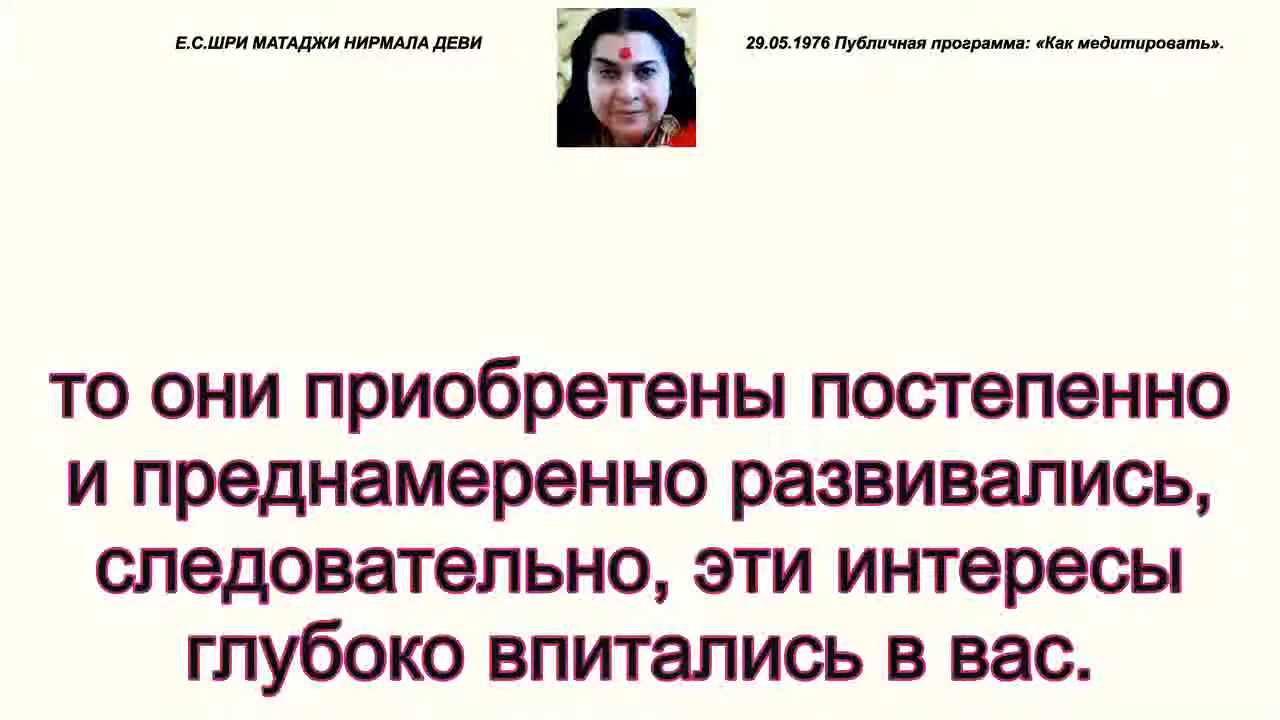 Е.С.ШРИ МАТАДЖИ НИРМАЛА ДЕВИ
29.05.1976 Публичная программа: «Как медитировать».
то они приобретены постепенно
и преднамеренно развивались,
следовательно, эти интересы
глубоко впитались в вас.